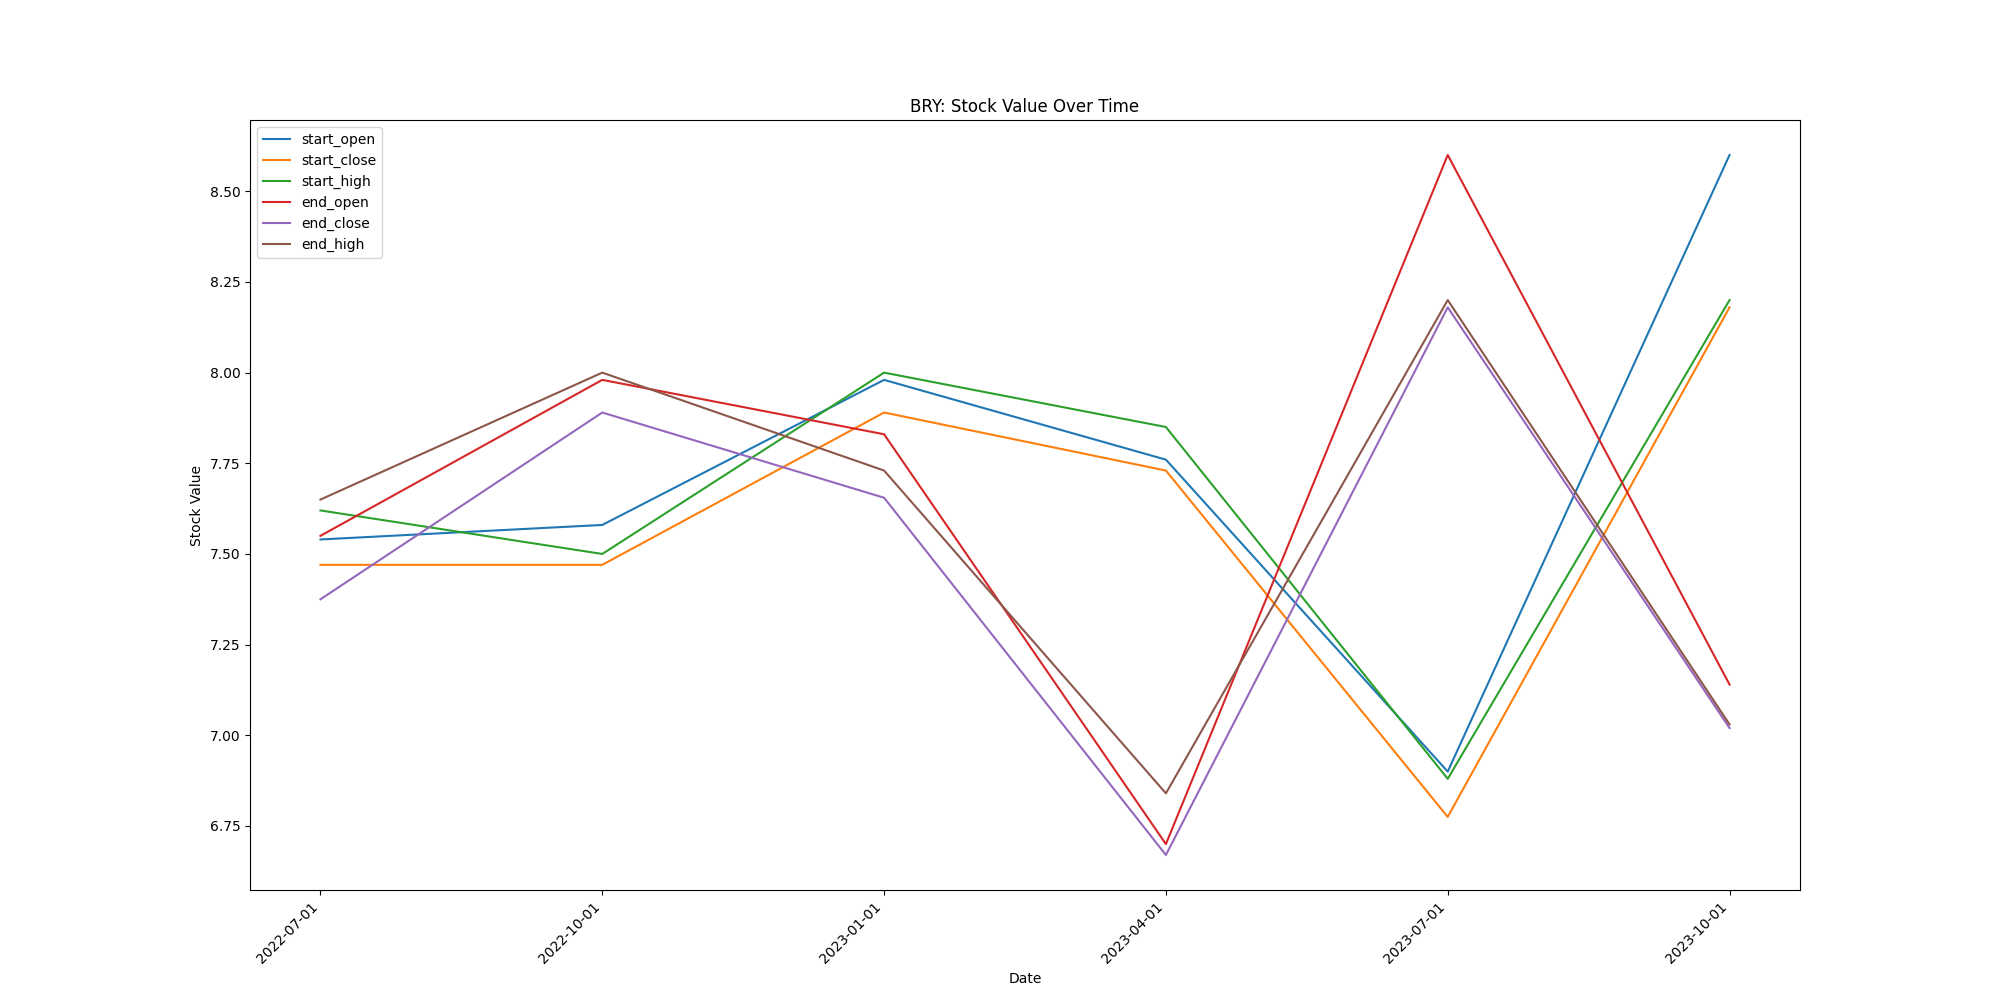 BRY: Stock Value Over Time
start_open
start_close
start_high
end_open
end_close
end_high
8.50
8.25
8.00
7.75
7.50
7.25
7.00
6.75
Stock Value
2022-07-01
2022-10-01
2023-01-01
2023-04-01
2023-07-01
2023-10-01
Date